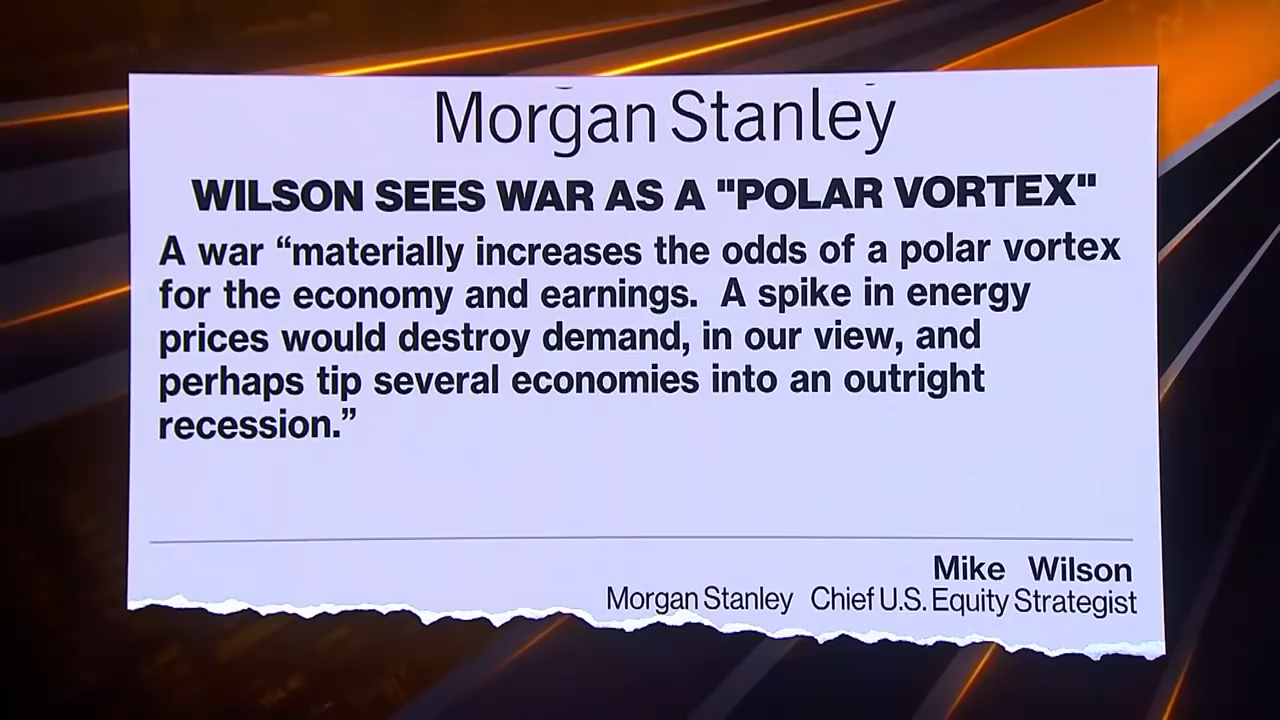 Morgan Stanley
WILSON SEES WAR AS A "POLAR VORTEX"
A war “materially increases the odds of a polar vortex
for the economy and earnings.  A spike in energy
prices would destroy demand, in our view, and
perhaps tip several economies into an outright
recession.”
Mike Wilson
Morgan Stanley Chief U.S. Equity Strategist